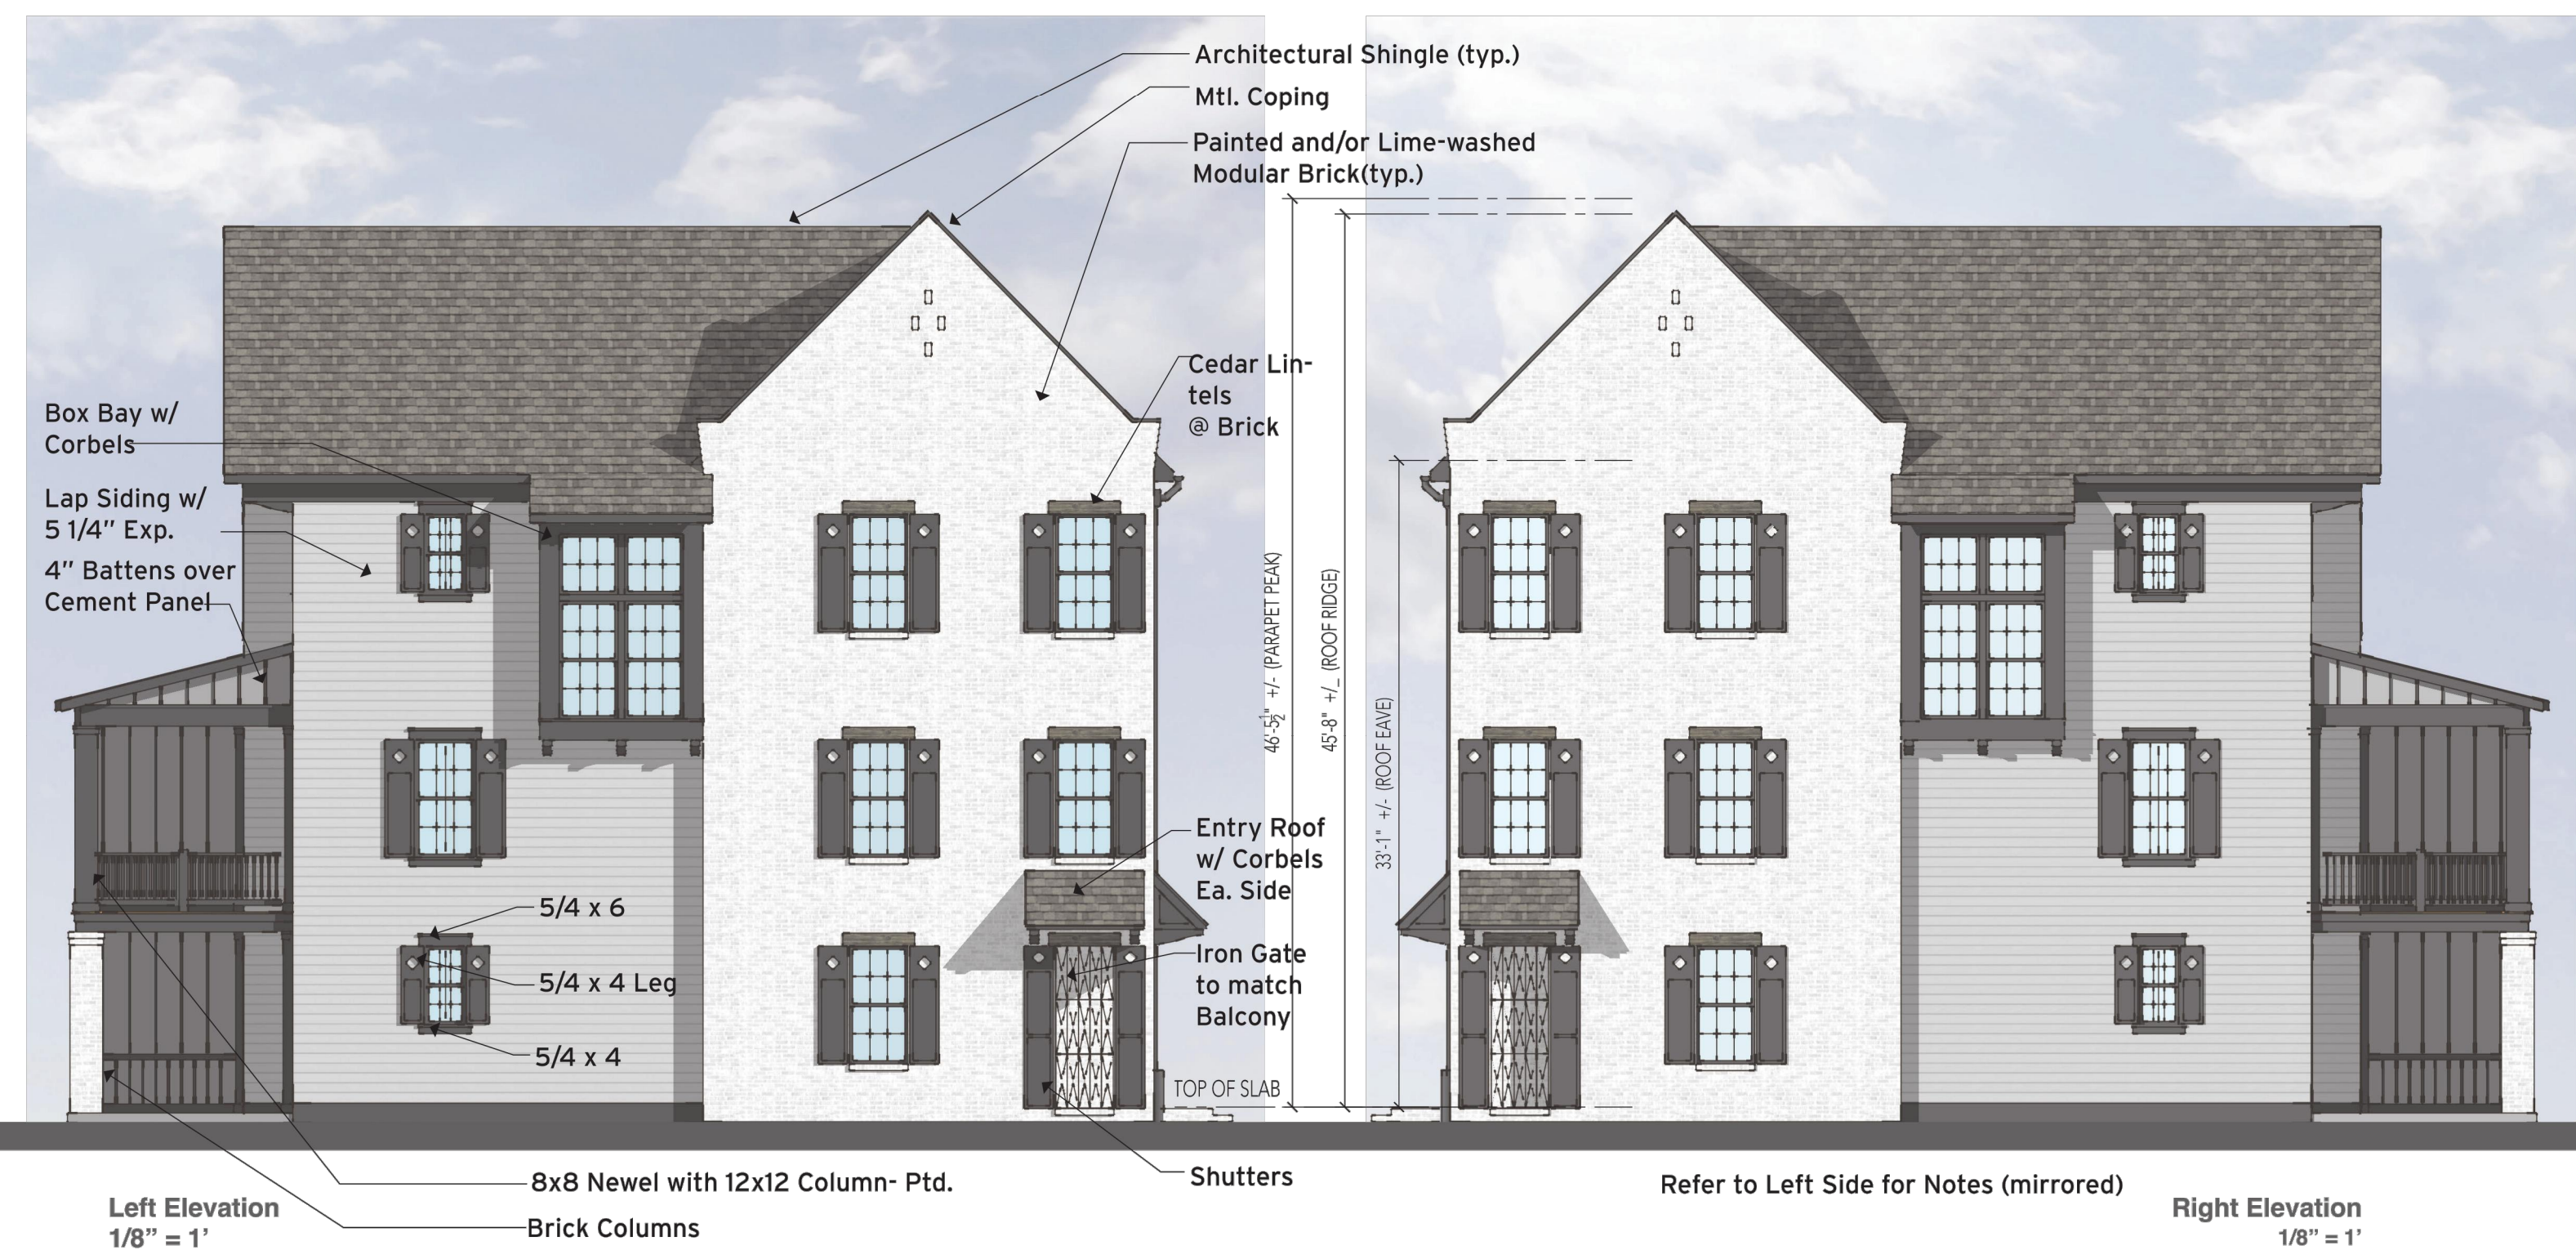 Architectural Shingle (typ.)
Mtl. Coping
Painted and/or Lime-washed
Modular Brick(typ.)
Cedar Lin-
tels
@ Brick
Box Bay w/
Corbels
Lap Siding w/
5 1/4" Exp.
4" Battens over
Cement Panel
46'-5½" +/- (PARAPET PEAK)
45'-8" +/_ (ROOF RIDGE)
33'-1" +/- (ROOF EAVE)
Entry Roof
w/ Corbels
Ea. Side
5/4 x 6
5/4 x 4 Leg
5/4 x 4
Iron Gate
to match
Balcony
TOP OF SLAB
8x8 Newel with 12x12 Column- Ptd.
Brick Columns
Shutters
Refer to Left Side for Notes (mirrored)
Left Elevation
1/8" = 1'
Right Elevation
1/8" = 1'